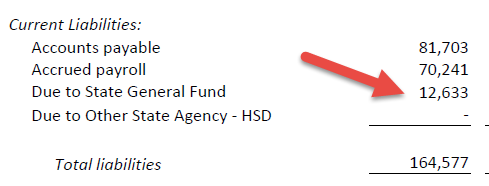 Current Liabilities:
Accounts payable 81,703
Accrued payroll 70,241
Due to State General Fund 12,633
Due to Other State Agency - HSD -
Total liabilities 164,577